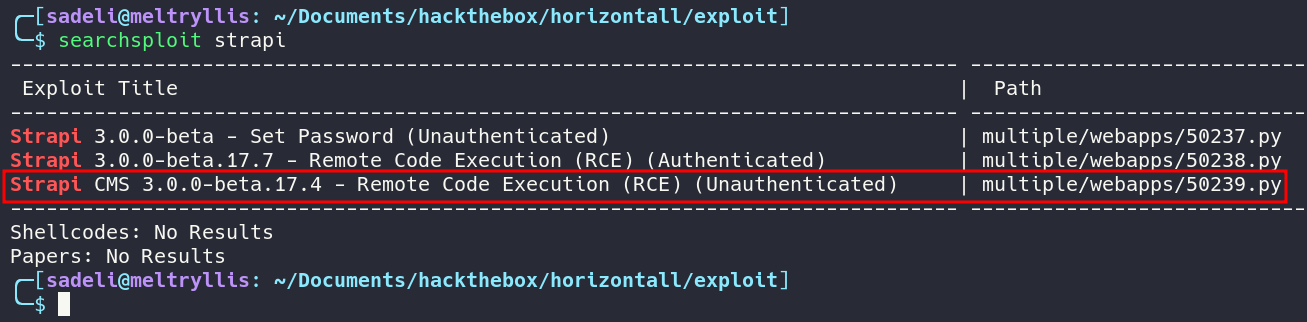 [sadeli@meltryllis: ~/Documents/hackthebox/horizontall/exploit]
$ searchsploit strapi
---------------------------------------------------------------------------------- ----------------------------
Exploit Title | Path
---------------------------------------------------------------------------------- ----------------------------
Strapi 3.0.0-beta - Set Password (Unauthenticated) | multiple/webapps/50237.py
Strapi 3.0.0-beta.17.7 - Remote Code Execution (RCE) (Authenticated) | multiple/webapps/50238.py
Strapi CMS 3.0.0-beta.17.4 - Remote Code Execution (RCE) (Unauthenticated) | multiple/webapps/50239.py
---------------------------------------------------------------------------------- ----------------------------
Shellcodes: No Results
Papers: No Results
[sadeli@meltryllis: ~/Documents/hackthebox/horizontall/exploit]
$